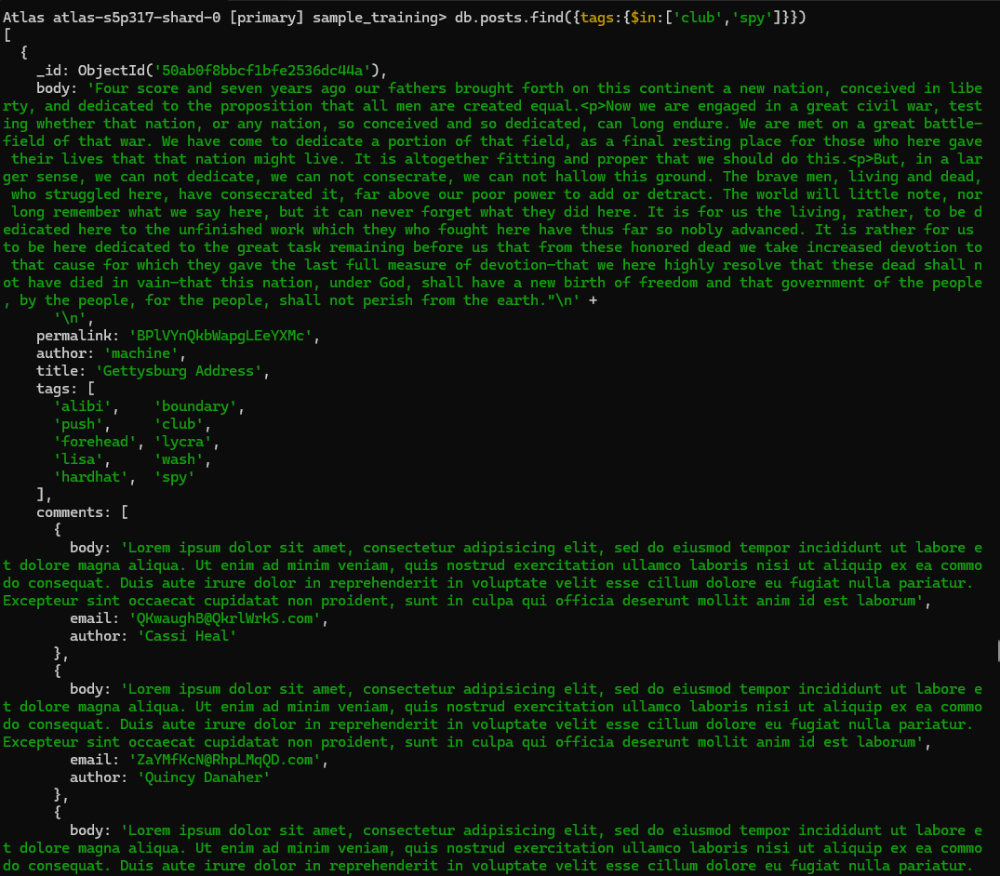 Atlas atlas-s5p317-shard-0 [primary] sample_training> db.posts.find({tags:{$in:['club','spy']}})
[
  {
    _id: ObjectId('50ab0f8bbcf1bfe2536dc44a'),
    body: 'Four score and seven years ago our fathers brought forth on this continent a new nation, conceived in libe
rty, and dedicated to the proposition that all men are created equal.<p>Now we are engaged in a great civil war, test
ing whether that nation, or any nation, so conceived and so dedicated, can long endure. We are met on a great battle—
field of that war. We have come to dedicate a portion of that field, as a final resting place for those who here gave
 their lives that that nation might live. It is altogether fitting and proper that we should do this.<p>But, in a lar
ger sense, we can not dedicate, we can not consecrate, we can not hallow this ground. The brave men, living and dead,
 who struggled here, have consecrated it, far above our poor power to add or detract. The world will little note, nor
 long remember what we say here, but it can never forget what they did here. It is for us the living, rather, to be d
edicated here to the unfinished work which they who fought here have thus far so nobly advanced. It is rather for us 
to be here dedicated to the great task remaining before us that from these honored dead we take increased devotion to
 that cause for which they gave the last full measure of devotion—that we here highly resolve that these dead shall n
ot have died in vain—that this nation, under God, shall have a new birth of freedom and that government of the people
, by the people, for the people, shall not perish from the earth."\n' +
      '\n',
    permalink: 'BPlVYnQkbWapgLEeYXMc',
    author: 'machine',
    title: 'Gettysburg Address',
    tags: [
      'alibi',    'boundary',
      'push',     'club',
      'forehead', 'lycra',
      'lisa',     'wash',
      'hardhat',  'spy'
    ],
    comments: [
      {
        body: 'Lorem ipsum dolor sit amet, consectetur adipisicing elit, sed do eiusmod tempor incididunt ut labore e
t dolore magna aliqua. Ut enim ad minim veniam, quis nostrud exercitation ullamco laboris nisi ut aliquip ex ea commo
do consequat. Duis aute irure dolor in reprehenderit in voluptate velit esse cillum dolore eu fugiat nulla pariatur. 
Excepteur sint occaecat cupidatat non proident, sunt in culpa qui officia deserunt mollit anim id est laborum',
        email: 'QKwaughB@QkrlWrkS.com',
        author: 'Cassi Heal'
      },
      {
        body: 'Lorem ipsum dolor sit amet, consectetur adipisicing elit, sed do eiusmod tempor incididunt ut labore e
t dolore magna aliqua. Ut enim ad minim veniam, quis nostrud exercitation ullamco laboris nisi ut aliquip ex ea commo
do consequat. Duis aute irure dolor in reprehenderit in voluptate velit esse cillum dolore eu fugiat nulla pariatur. 
Excepteur sint occaecat cupidatat non proident, sunt in culpa qui officia deserunt mollit anim id est laborum',
        email: 'ZaYMfKcN@RhpLMqQD.com',
        author: 'Quincy Danaher'
      },
      {
        body: 'Lorem ipsum dolor sit amet, consectetur adipisicing elit, sed do eiusmod tempor incididunt ut labore e
t dolore magna aliqua. Ut enim ad minim veniam, quis nostrud exercitation ullamco laboris nisi ut aliquip ex ea commo
do consequat. Duis aute irure dolor in reprehenderit in voluptate velit esse cillum dolore eu fugiat nulla pariatur.